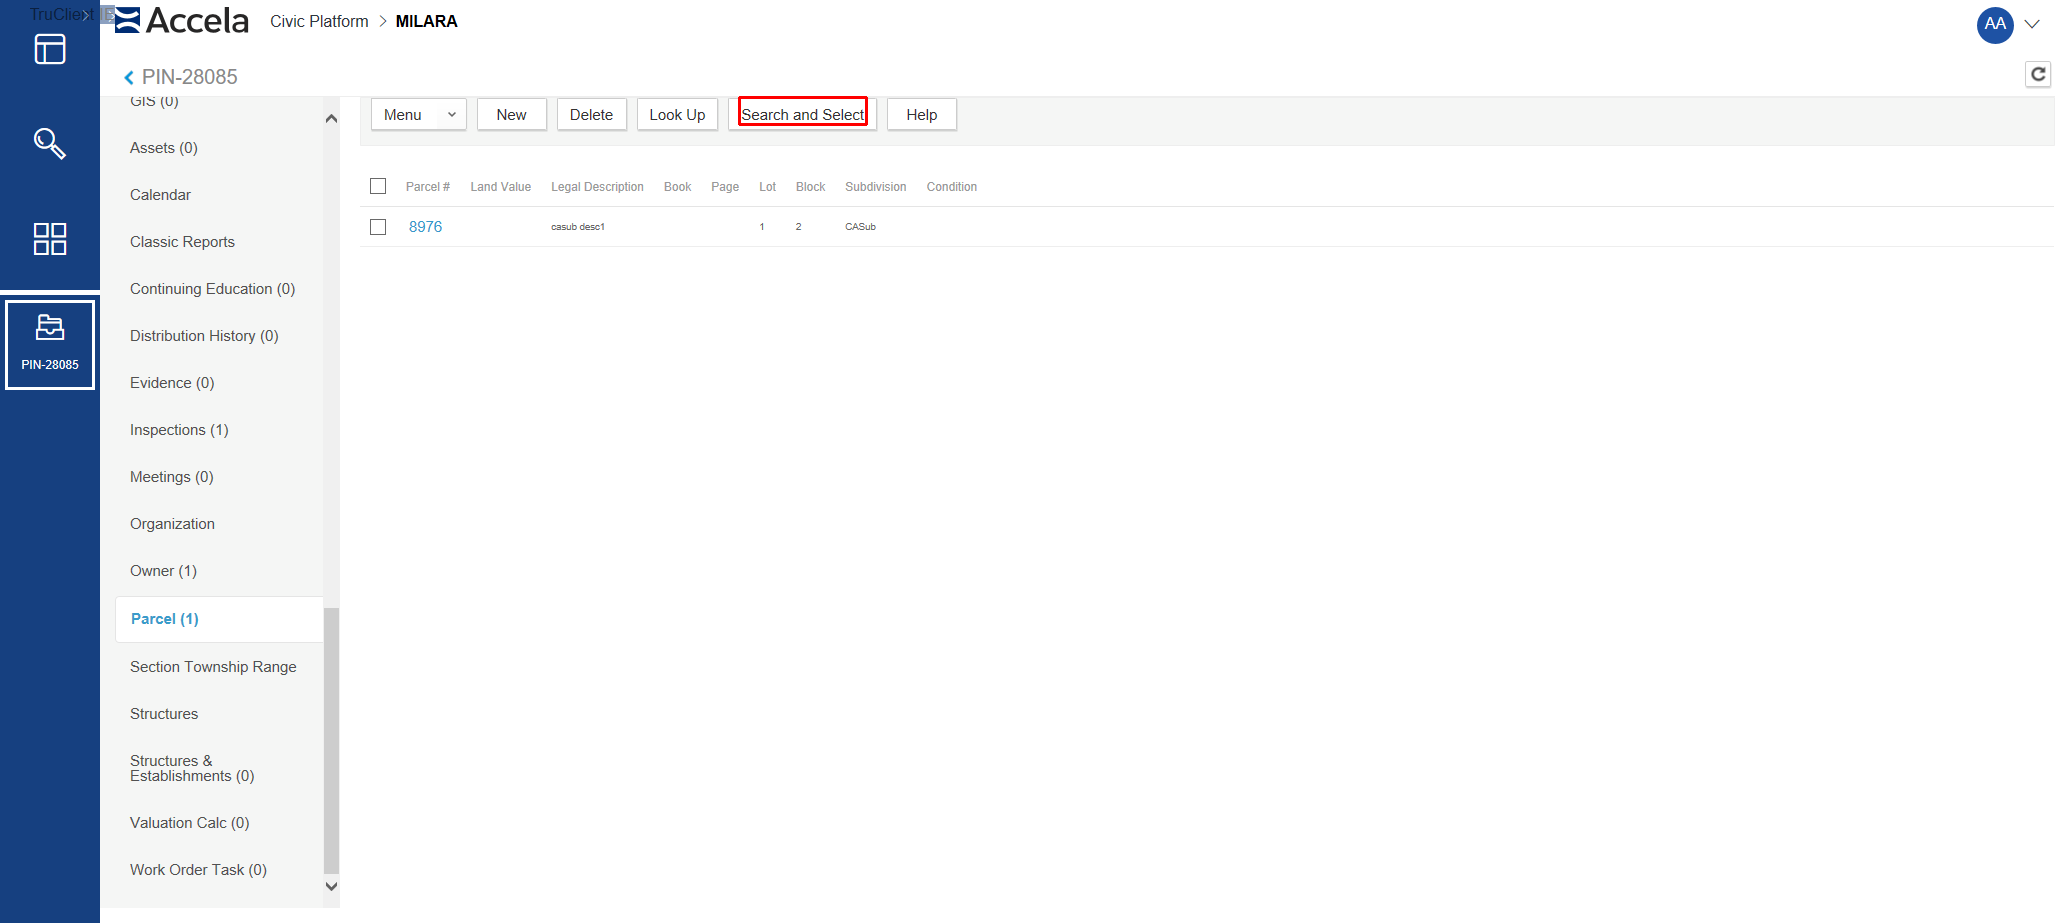 TruClient
Accela
Civic Platform > MILARA
AA
PIN-28085
GIS (0)
Menu New Delete Look Up Search and Select Help
Assets (0)
Parcel # Land Value Legal Description Book Page Lot Block Subdivision Condition
Calendar
8976 casub desc1 1 2 CASub
Classic Reports
Continuing Education (0)
Distribution History (0)
PIN-28085
Evidence (0)
Inspections (1)
Meetings (0)
Organization
Owner (1)
Parcel (1)
Section Township Range
Structures
Structures &
Establishments (0)
Valuation Calc (0)
Work Order Task (0)